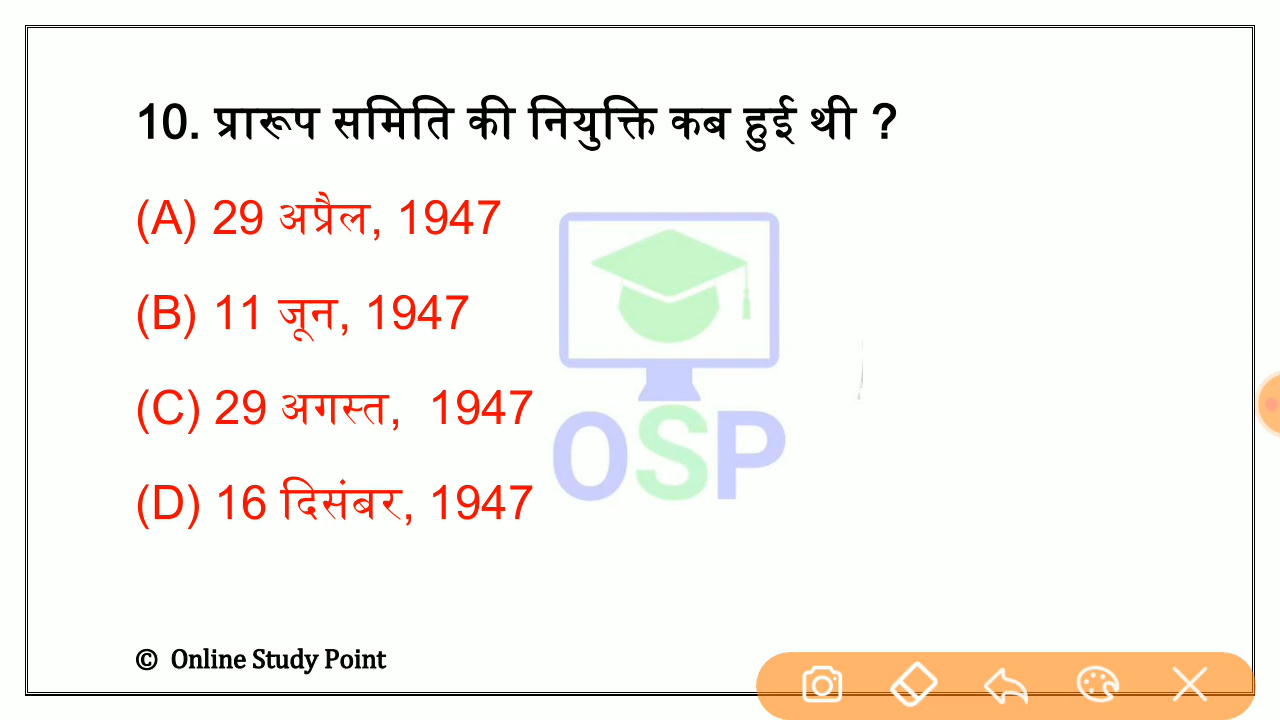 10. प्रारूप समिति की नियुक्ति कब हुई थी ?
(A) 29 अप्रैल, 1947
(B) 11 जून, 1947
(C) 29 अगस्त,  1947
(D) 16 दिसंबर, 1947
OSP
© Online Study Point